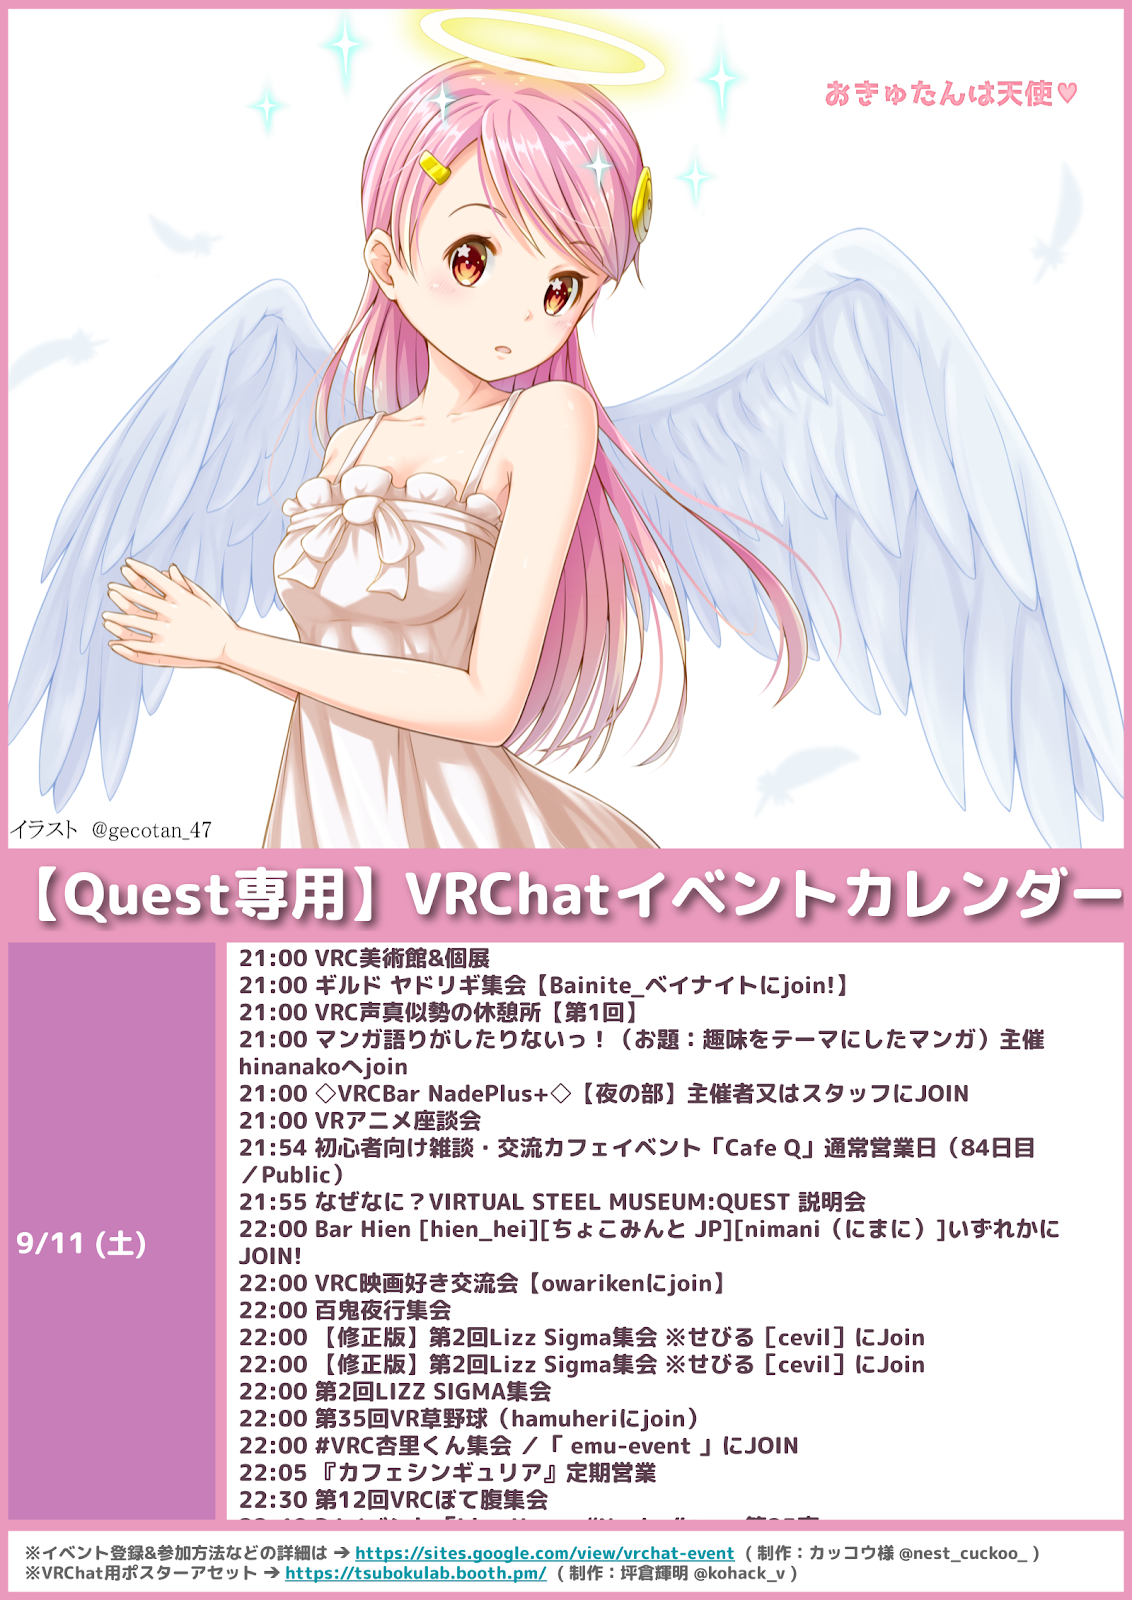 おきゅたんは天使♥
イラスト @gecotan_47
【Quest専用】VRChatイベントカレンダー
9/11 (土)
21:00 VRC美術館&個展
21:00 ギルド ヤドリギ集会【Bainite_ベイナイトにjoin!】
21:00 VRC声真似勢の休憩所【第1回】
21:00 マンガ語りがしたりないっ！（お題：趣味をテーマにしたマンガ）主催
hinanakoへjoin
21:00 ◇VRCBar NadePlus+◇【夜の部】主催者又はスタッフにJOIN
21:00 VRアニメ座談会
21:54 初心者向け雑談・交流カフェイベント「Cafe Q」通常営業日（84日目
／Public）
21:55 なぜなに？VIRTUAL STEEL MUSEUM:QUEST 説明会
22:00 Bar Hien [hien_hei][ちょこみんと JP][nimani（にまに）]いずれかに
JOIN!
22:00 VRC映画好き交流会【owarikenにjoin】
22:00 百鬼夜行集会
22:00 【修正版】第2回Lizz Sigma集会 ※せびる［cevil］にJoin
22:00 【修正版】第2回Lizz Sigma集会 ※せびる［cevil］にJoin
22:00 第2回LIZZ SIGMA集会
22:00 第35回VR草野球（hamuheriにjoin）
22:00 #VRC杏里くん集会 ／「 emu-event 」にJOIN
22:05 『カフェシンギュリア』定期営業
22:30 第12回VRCぼて腹集会
※イベント登録&参加方法などの詳細は ➔ https://sites.google.com/view/vrchat-event （ 制作：カッコウ様 @nest_cuckoo_ ）
※VRChat用ポスターアセット ➔ https://tsubokulab.booth.pm/ （ 制作：坪倉輝明 @kohack_v ）